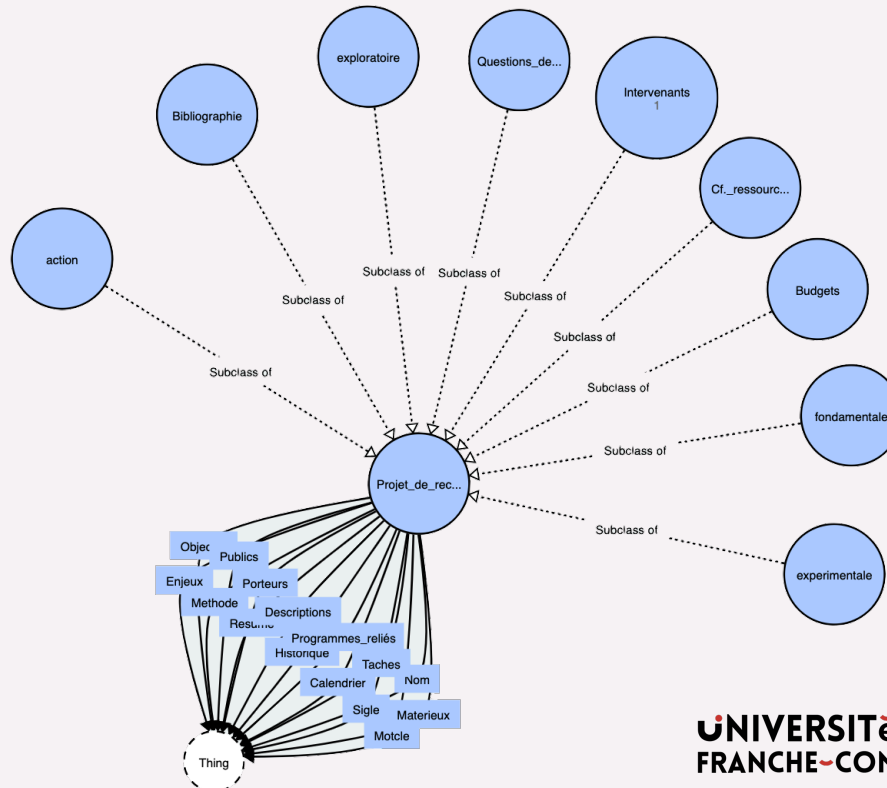 exploratoire
Questions_de...
Intervenants
1
Bibliographie
Cf._ressourc...
action
Budgets
Subclass of
Subclass of
Subclass of
Subclass of
Subclass of
Subclass of
Subclass of
fondamentale
Subclass of
Projet_de_rec...
Subclass of
experimentale
Objec
Publics
Enjeux
Porteurs
Methode
Descriptions
Resume
Programmes_reliés
Historique
Taches
Calendrier
Nom
Sigle
Materieux
Motcle
Thing
UNIVERSITé
FRANCHE-CON